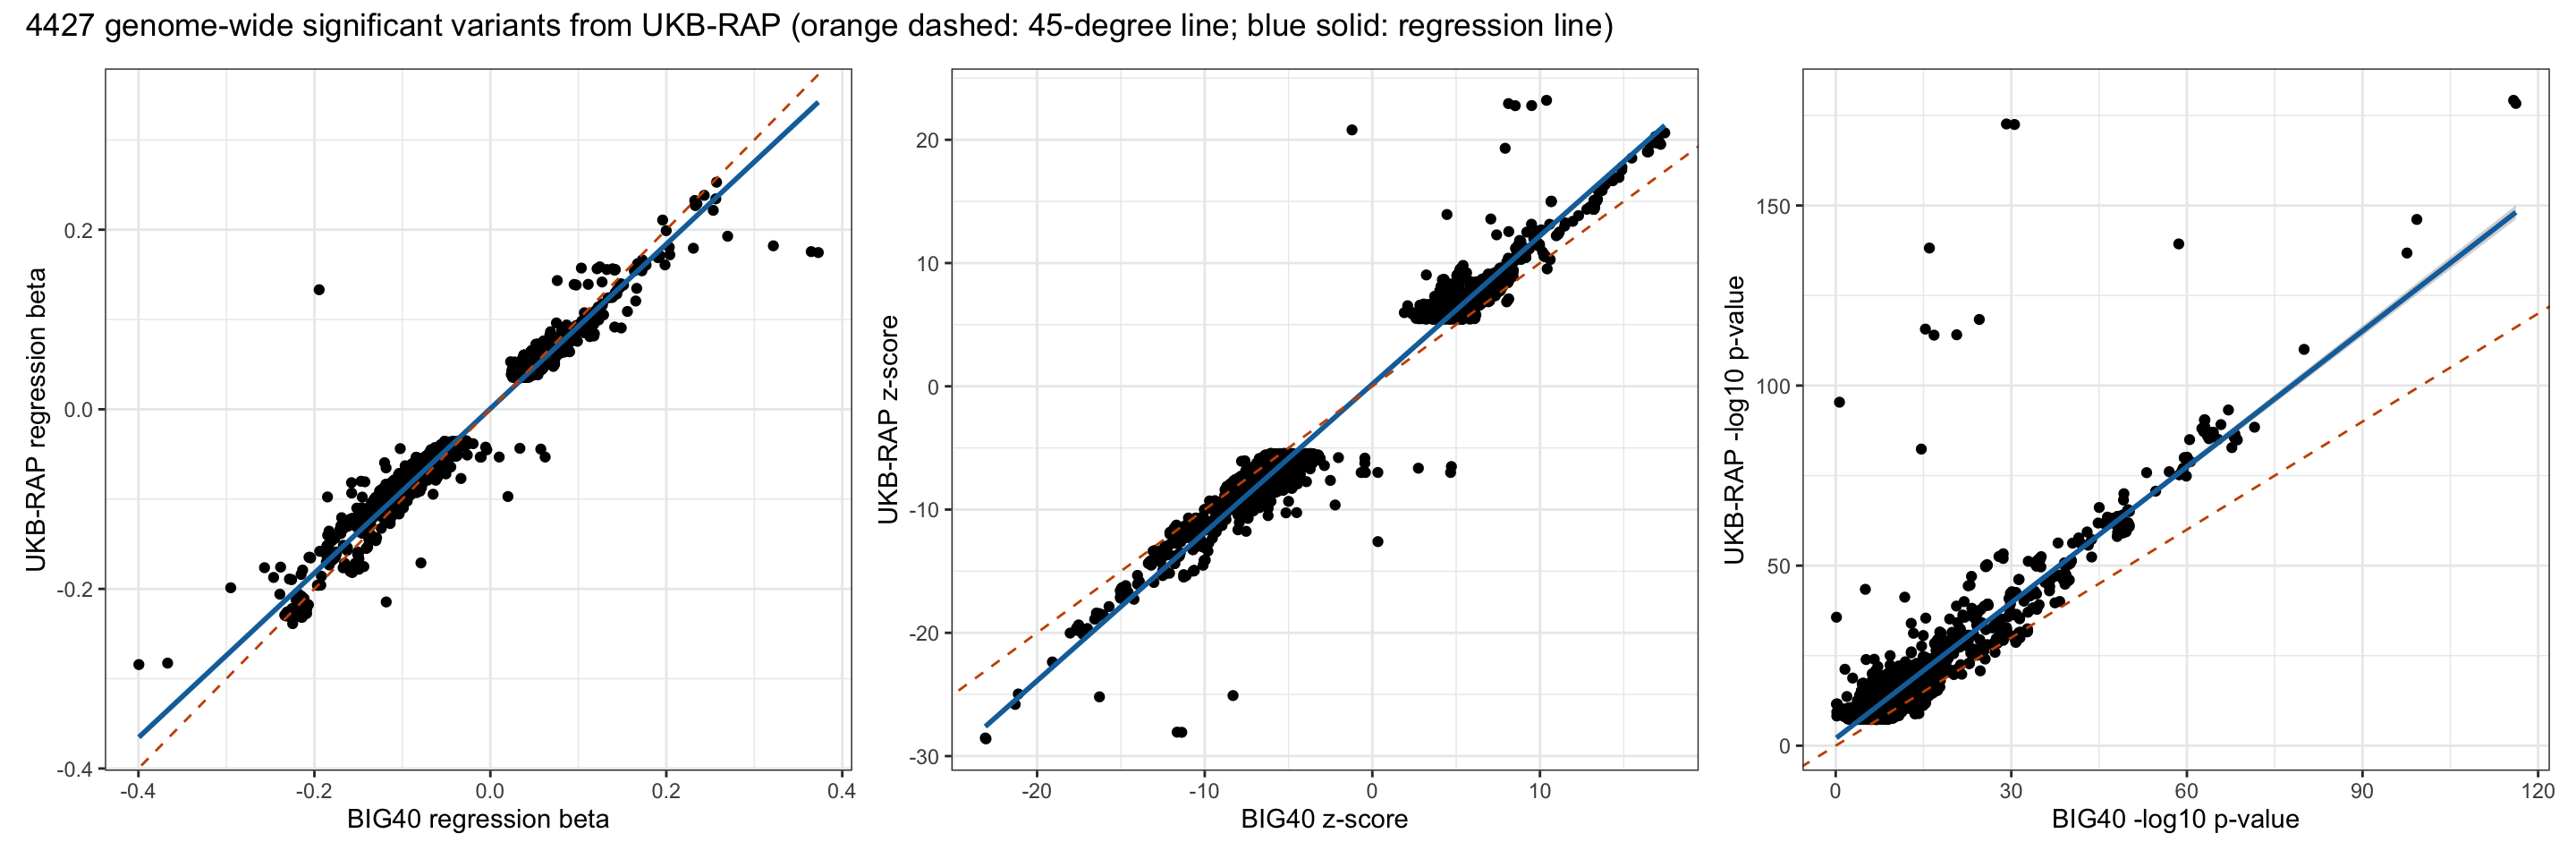 4427 genome-wide significant variants from UKB-RAP (orange dashed: 45-degree line; blue solid: regression line)
UKB-RAP regression beta
0.2
0.0
-0.2
-0.4
-0.4 -0.2 0.0 0.2 0.4
BIG40 regression beta
UKB-RAP z-score
20
10
0
-10
-20
-30
-20 -10 0 10
BIG40 z-score
UKB-RAP -log10 p-value
150
100
50
0
0 30 60 90 120
BIG40 -log10 p-value